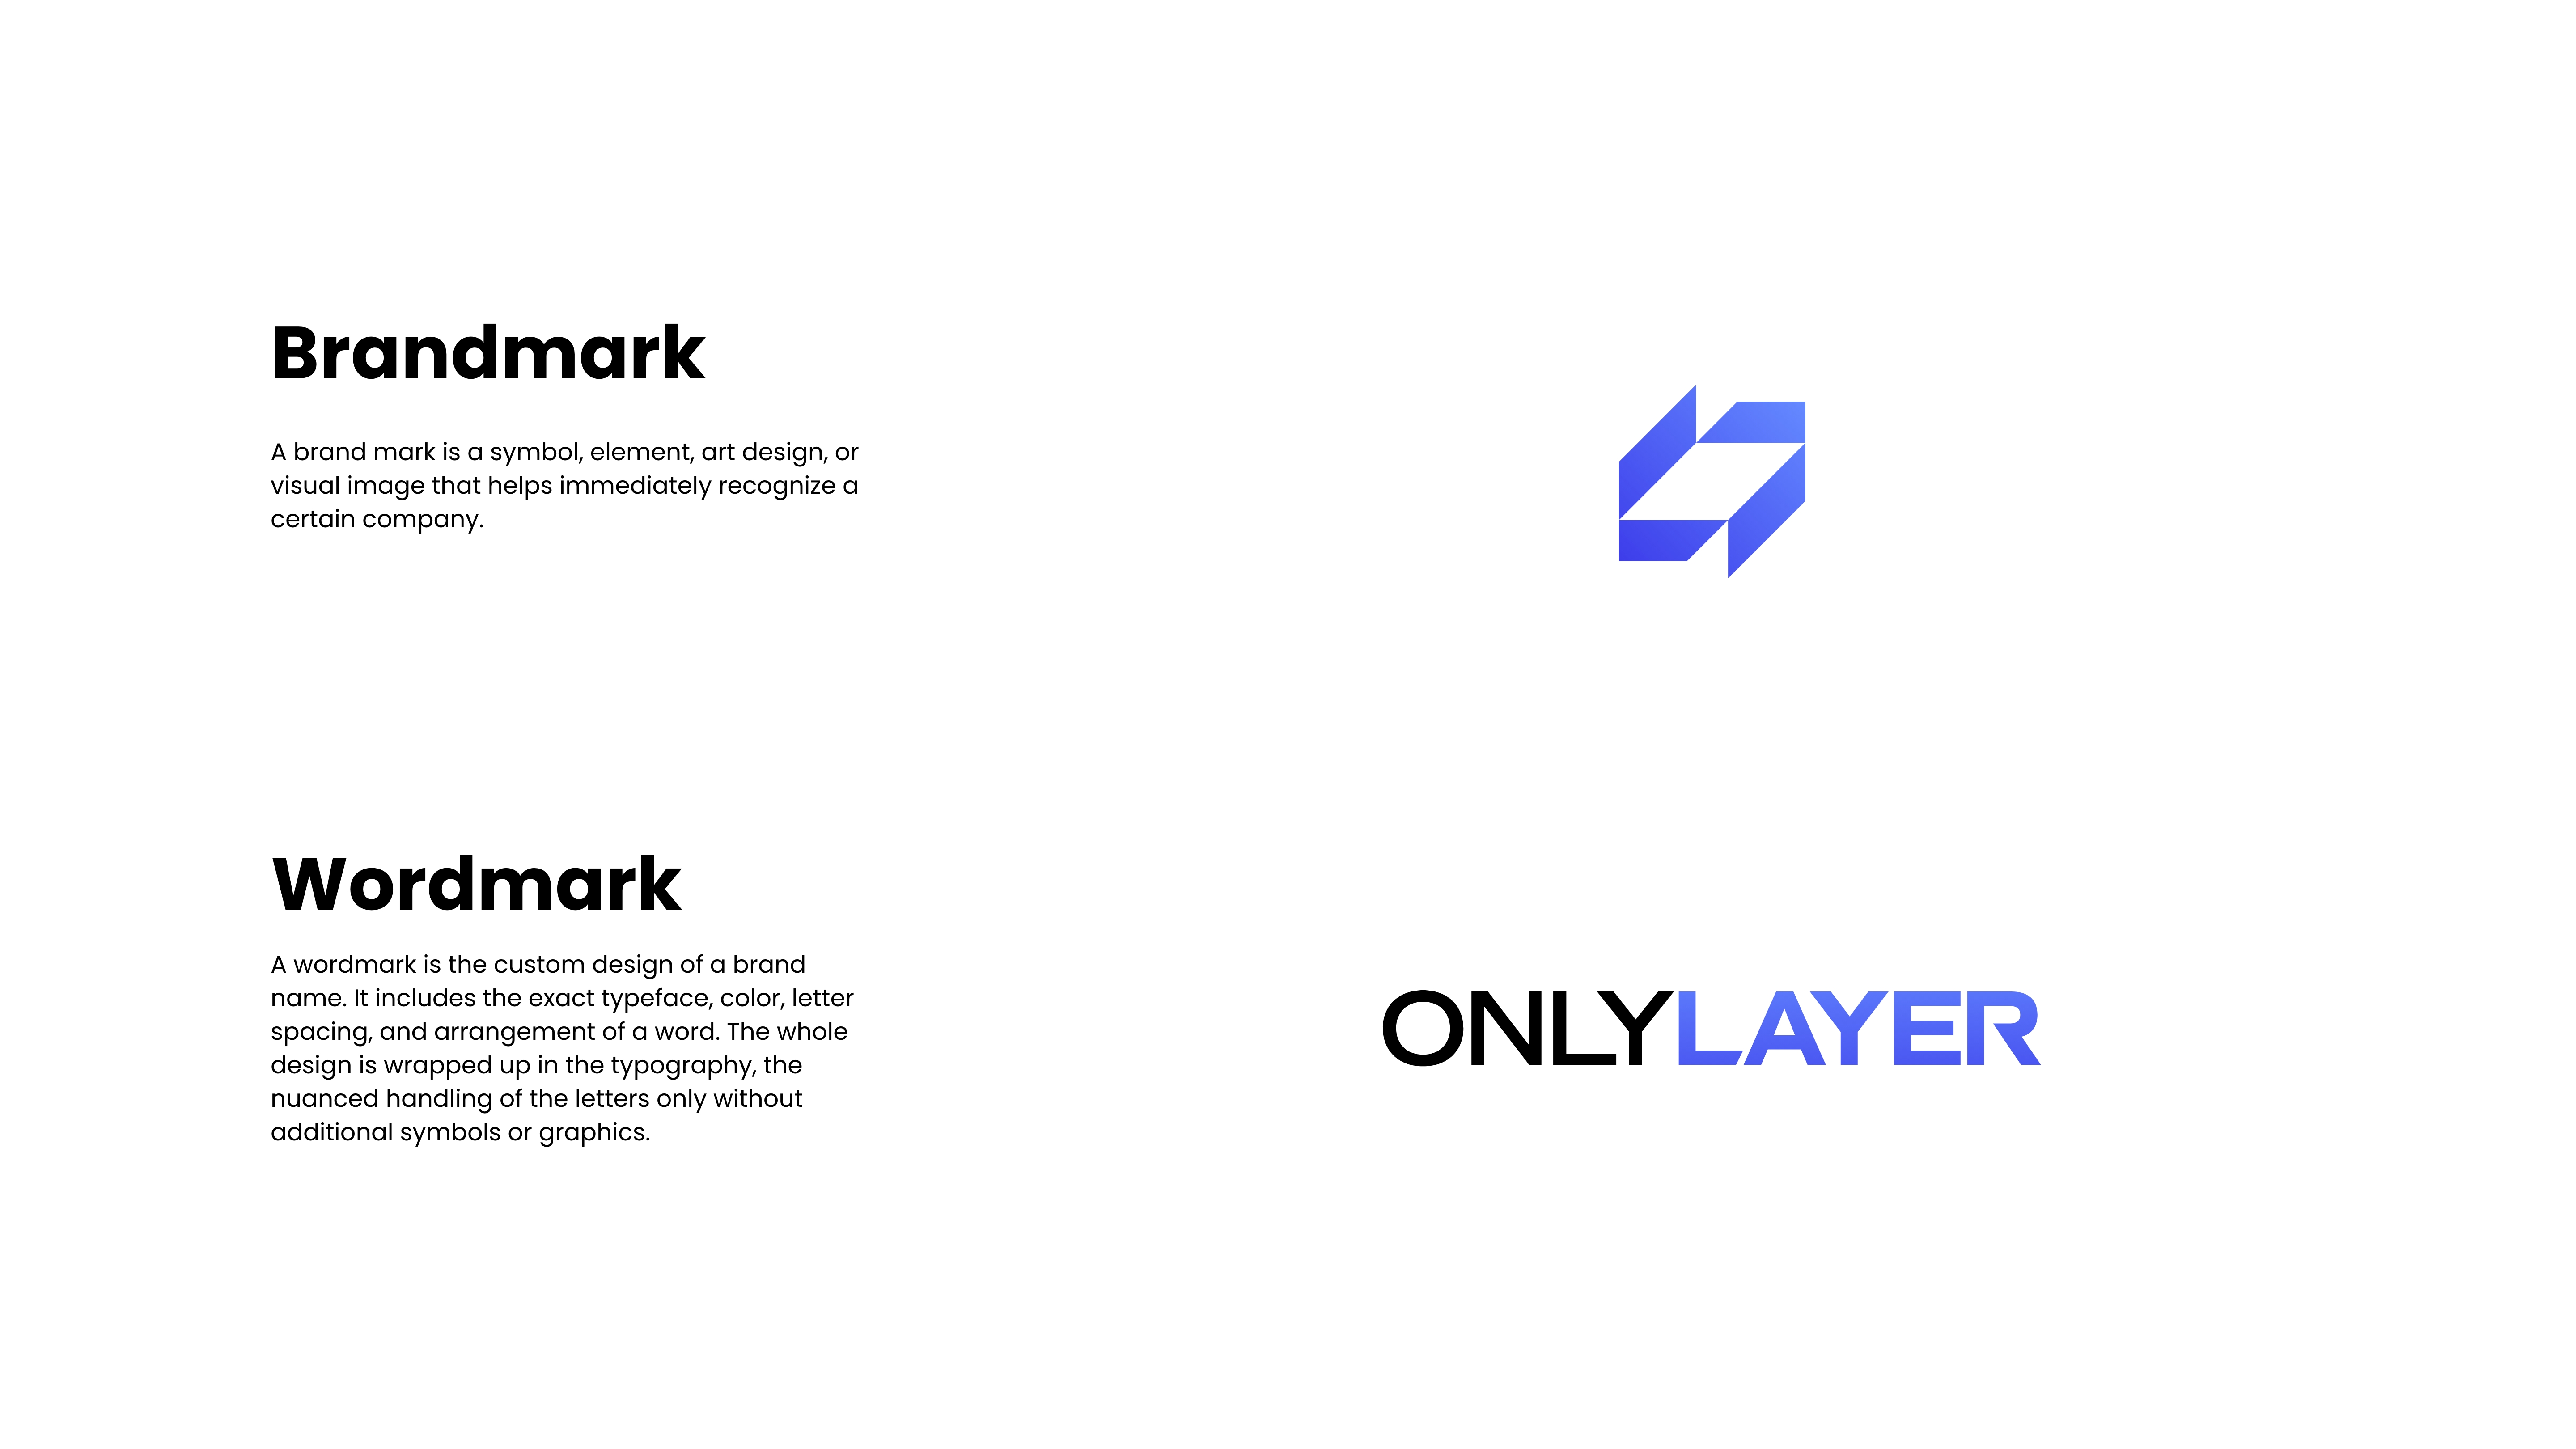 Brandmark
A brand mark is a symbol, element, art design, or
visual image that helps immediately recognize a
certain company.
Wordmark
A wordmark is the custom design of a brand
name. It includes the exact typeface, color, letter
spacing, and arrangement of a word. The whole
design is wrapped up in the typography, the
nuanced handling of the letters only without
additional symbols or graphics.
ONLYLAYER